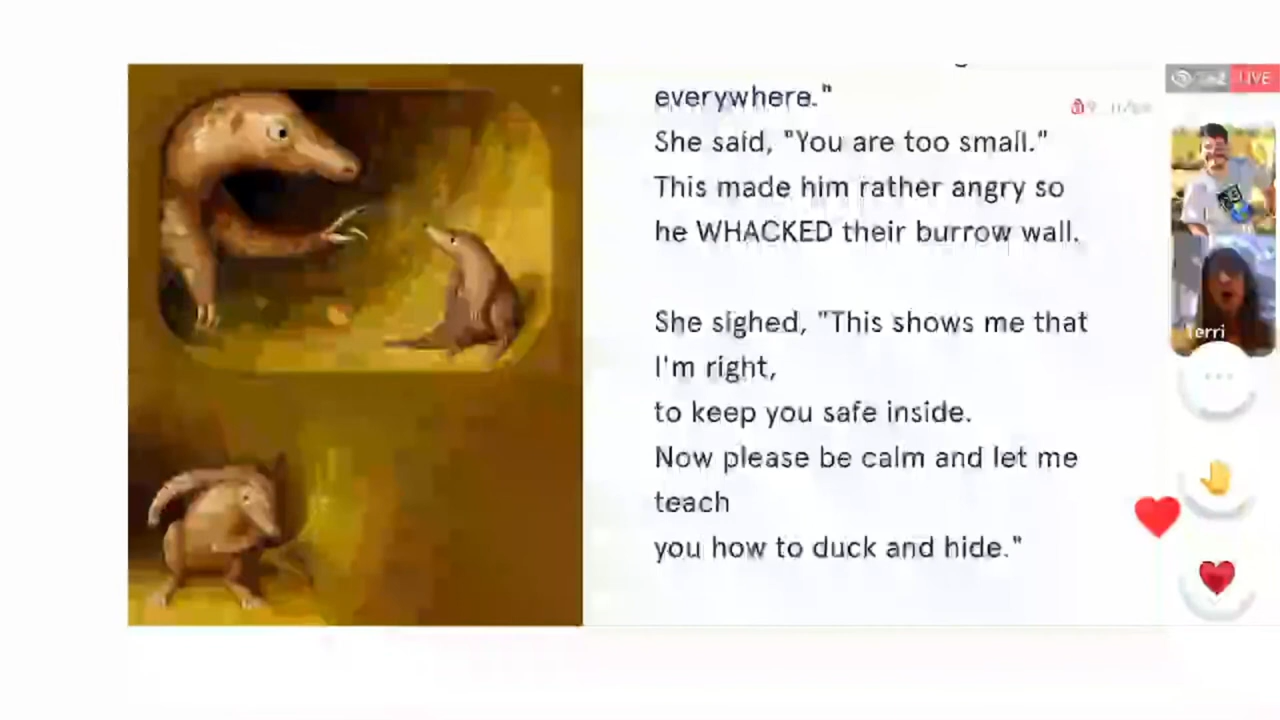 everywhere."
She said, "You are too small."
This made him rather angry so
he WHACKED their burrow wall.
She sighed, "This shows me that
I'm right,
to keep you safe inside.
Now please be calm and let me
teach
you how to duck and hide."
LIVE
Terri